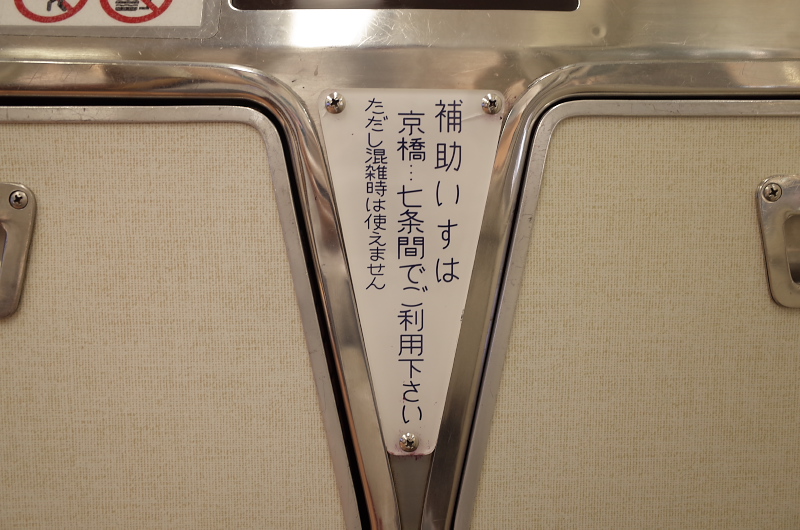 補助いすは
京橋…七条間でご利用下さい
ただし混雑時は使えません